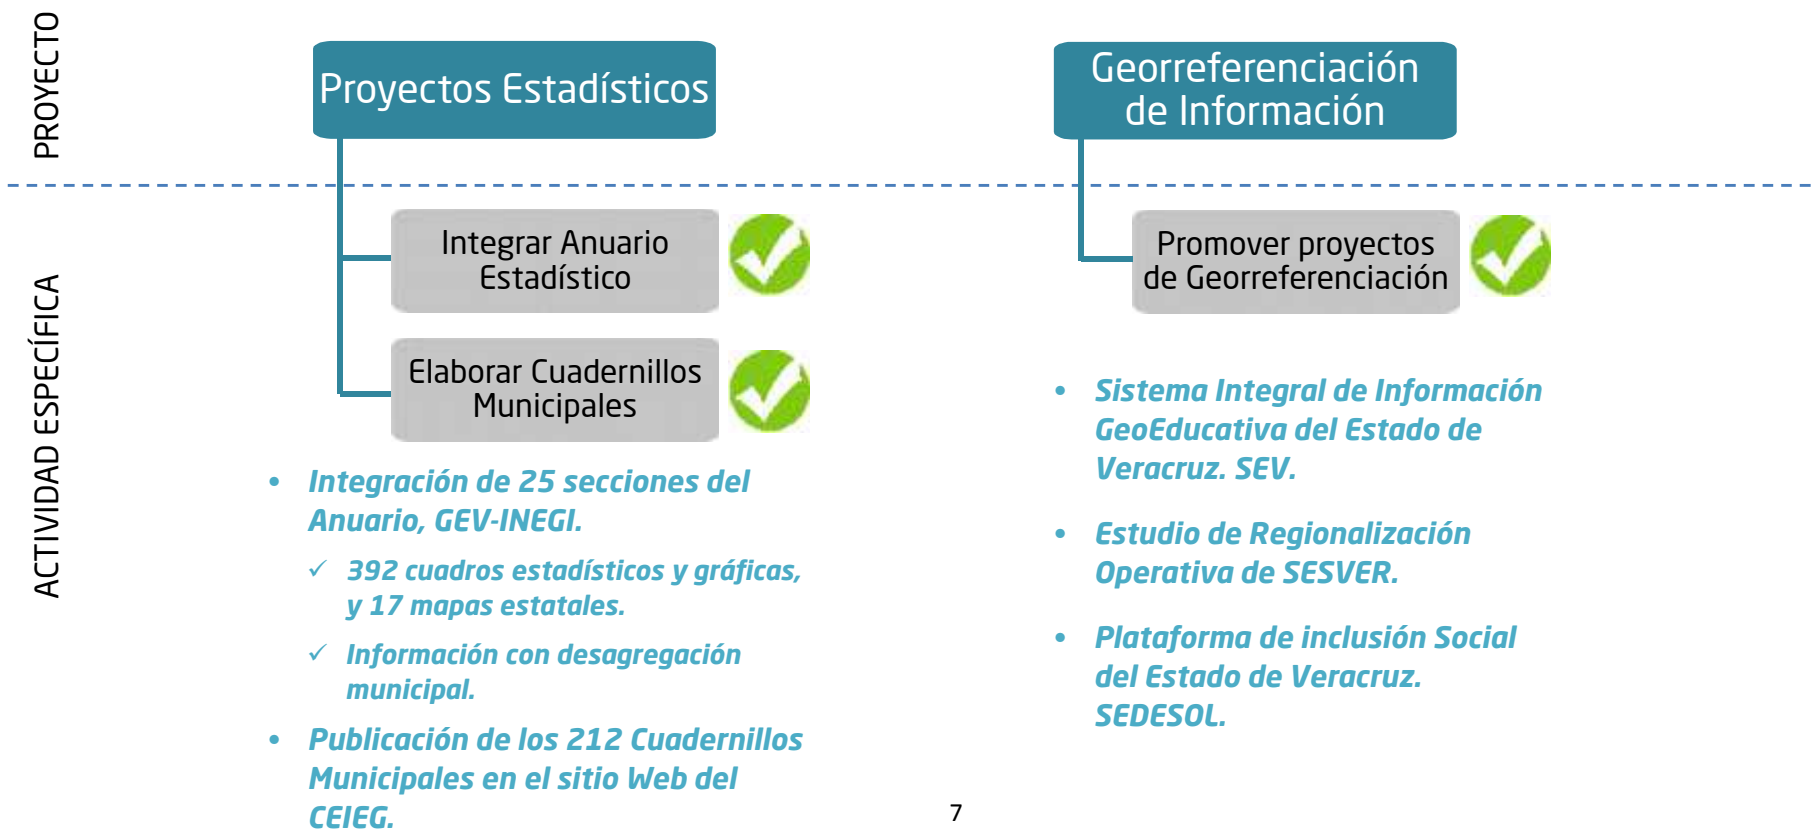 PROYECTO
Proyectos Estadísticos
Georreferenciación
de Información
ACTIVIDAD ESPECÍFICA
Integrar Anuario
Estadístico
Elaborar Cuadernillos
Municipales
• Integración de 25 secciones del
Anuario, GEV-INEGI.
✓ 392 cuadros estadísticos y gráficas,
y 17 mapas estatales.
✓ Información con desagregación
municipal.
• Publicación de los 212 Cuadernillos
Municipales en el sitio Web del
CEIEG.
Promover proyectos
de Georreferenciación
• Sistema Integral de Información
GeoEducativa del Estado de
Veracruz. SEV.
• Estudio de Regionalización
Operativa de SESVER.
• Plataforma de inclusión Social
del Estado de Veracruz.
SEDESOL.
7